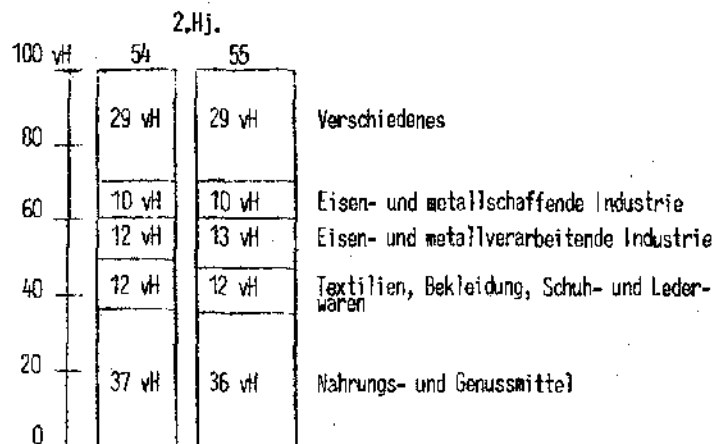 2.Hj.
100 vH 54 55
29 vH 29 vH Verschiedenes
80
10 vH 10 vH Eisen- und metallschaffende Industrie
60
12 vH 13 vH Eisen- und metallverarbeitende Industrie
40 12 vH 12 vH Textilien, Bekleidung, Schuh- und Leder-
waren
20
37 vH 36 vH Nahrungs- und Genussmittel
0